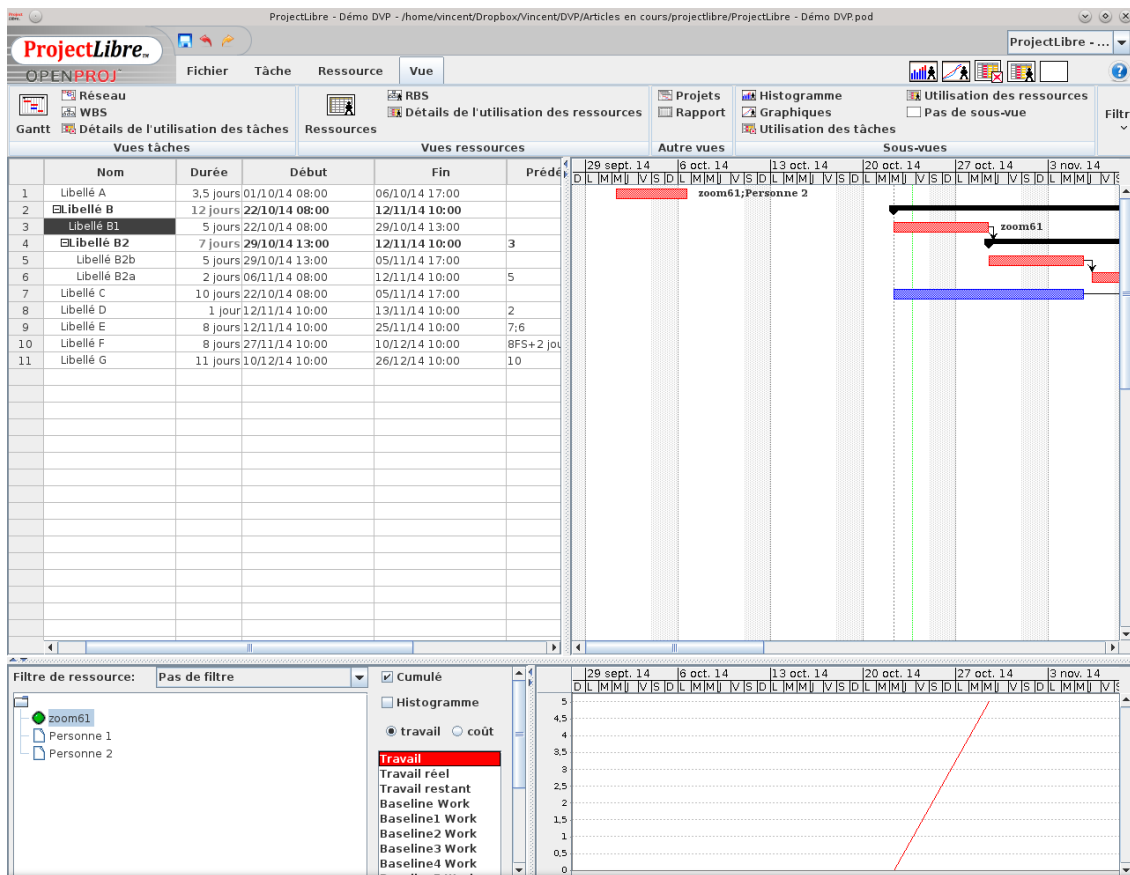 ProjectLibre - Démo DVP - /home/vincent/Dropbox/Vincent/DVP/Articles en cours/projectlibre/ProjectLibre - Démo DVP.pod
ProjectLibre™
OPENPROJ
ProjectLibre - ...
Fichier Tâche Ressource Vue
Gantt
Réseau
WBS
Détails de l'utilisation des tâches
Vues tâches
Ressources
RBS
Détails de l'utilisation des ressources
Vues ressources
Projets
Rapport
Autre vues
Histogramme
Graphiques
Utilisation des tâches
Utilisation des ressources
Pas de sous-vue
Sous-vues
Filtr
Nom Durée Début Fin Prédé
1 Libellé A 3,5 jours 01/10/14 08:00 06/10/14 17:00
2 Libellé B 12 jours 22/10/14 08:00 12/11/14 10:00
3 Libellé B1 5 jours 22/10/14 08:00 29/10/14 13:00
4 Libellé B2 7 jours 29/10/14 13:00 12/11/14 10:00 3
5 Libellé B2b 5 jours 29/10/14 13:00 05/11/14 17:00
6 Libellé B2a 2 jours 06/11/14 08:00 12/11/14 10:00 5
7 Libellé C 10 jours 22/10/14 08:00 05/11/14 17:00
8 Libellé D 1 jour 12/11/14 10:00 13/11/14 10:00 2
9 Libellé E 8 jours 12/11/14 10:00 25/11/14 10:00 7;6
10 Libellé F 8 jours 27/11/14 10:00 10/12/14 10:00 8FS+2 jou
11 Libellé G 11 jours 10/12/14 10:00 26/12/14 10:00 10
29 sept. 14 6 oct. 14 13 oct. 14 20 oct. 14 27 oct. 14 3 nov. 14
D L M M J V S D L M M J V S D L M M J V S D L M M J V S D L M M J V S D L M M J V S
zoom61;Personne 2
zoom61
Filtre de ressource: Pas de filtre
zoom61
Personne 1
Personne 2
Cumulé
Histogramme
travail coût
Travail
Travail réel
Travail restant
Baseline Work
Baseline1 Work
Baseline2 Work
Baseline3 Work
Baseline4 Work
29 sept. 14 6 oct. 14 13 oct. 14 20 oct. 14 27 oct. 14 3 nov. 14
D L M M J V S D L M M J V S D L M M J V S D L M M J V S D L M M J V S D L M M J V S
5
4,5
4
3,5
3
2,5
2
1,5
1
0,5
0